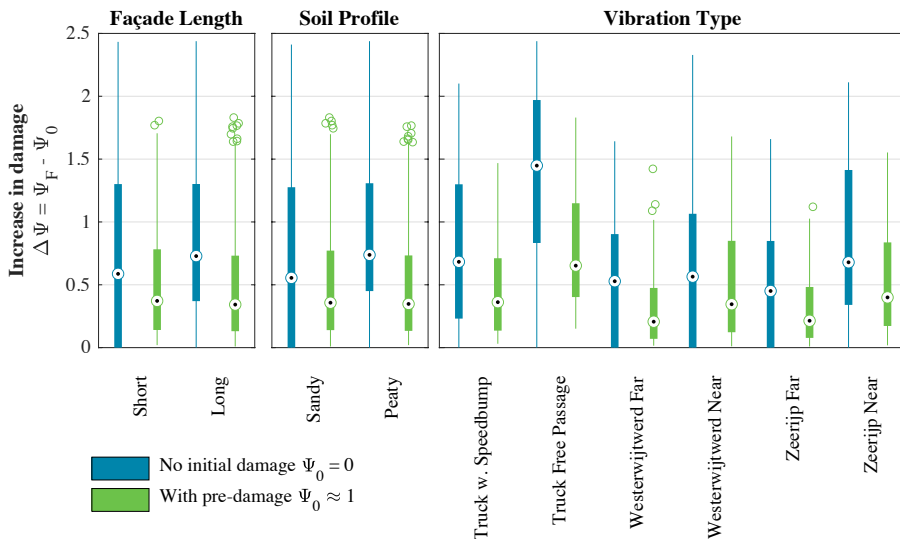 Façade Length
Soil Profile
Vibration Type
Increase in damage
ΔΨ = Ψ_F - Ψ_0
2.5
2
1.5
1
0.5
0
Short
Long
Sandy
Peaty
Truck w. Speedbump
Truck Free Passage
Westerwijtwerd Far
Westerwijtwerd Near
Zeerijp Far
Zeerijp Near
No initial damage Ψ_0 = 0
With pre-damage Ψ_0 ≈ 1